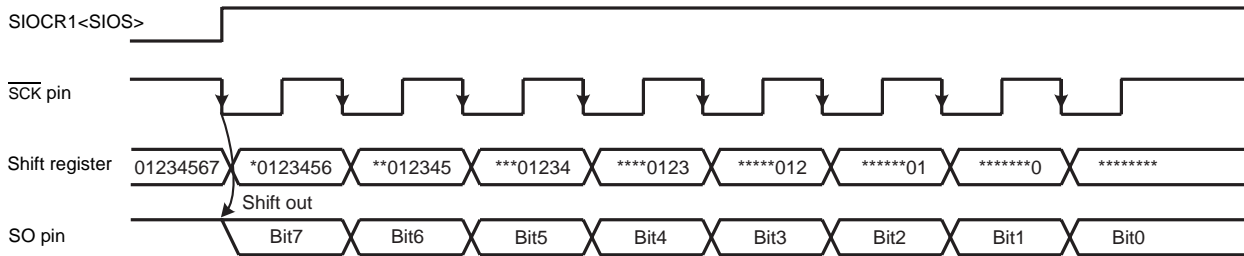 SIOCR1<SIOS>
SCK pin
Shift register 01234567 *0123456 **012345 ***01234 ****0123 *****012 ******01 *******0 ********
Shift out
SO pin Bit7 Bit6 Bit5 Bit4 Bit3 Bit2 Bit1 Bit0